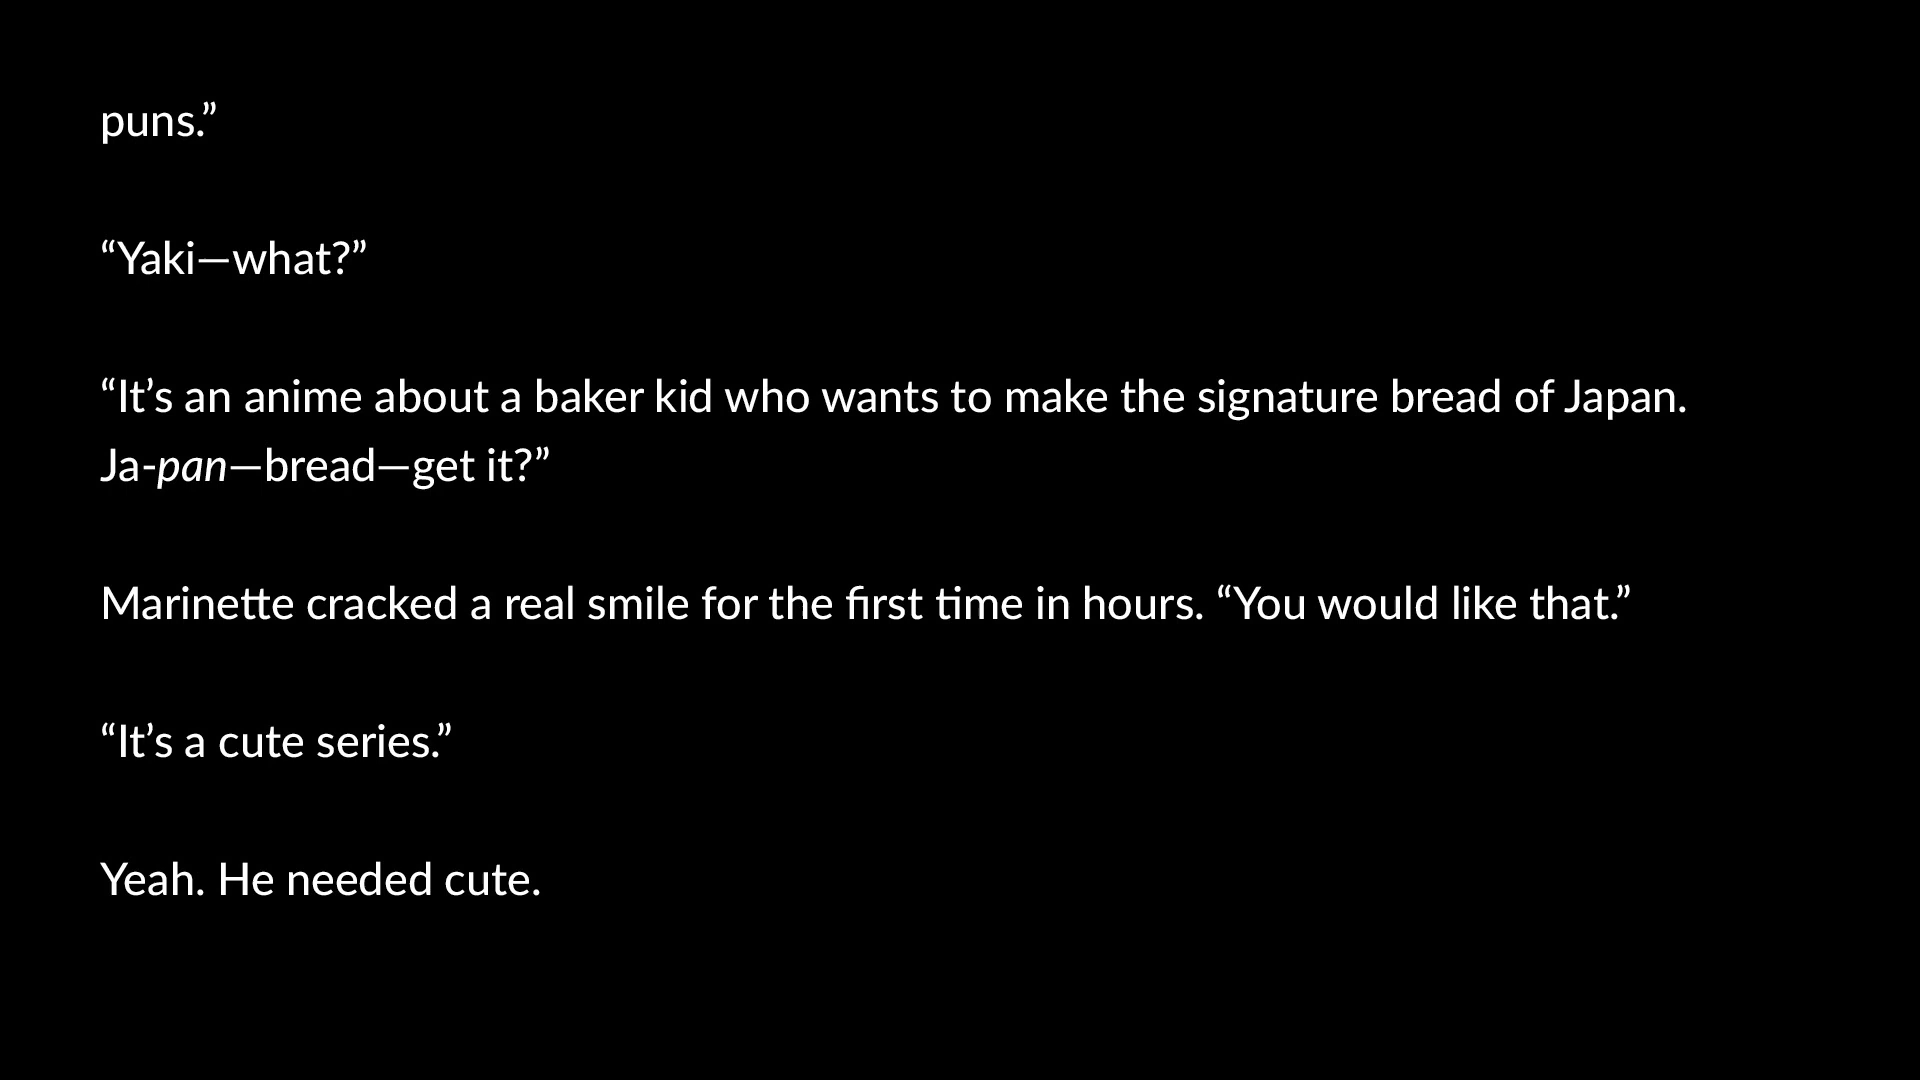 puns.”
“Yaki—what?”
“It’s an anime about a baker kid who wants to make the signature bread of Japan.
Ja-pan—bread—get it?”
Marinette cracked a real smile for the first time in hours. “You would like that.”
“It’s a cute series.”
Yeah. He needed cute.